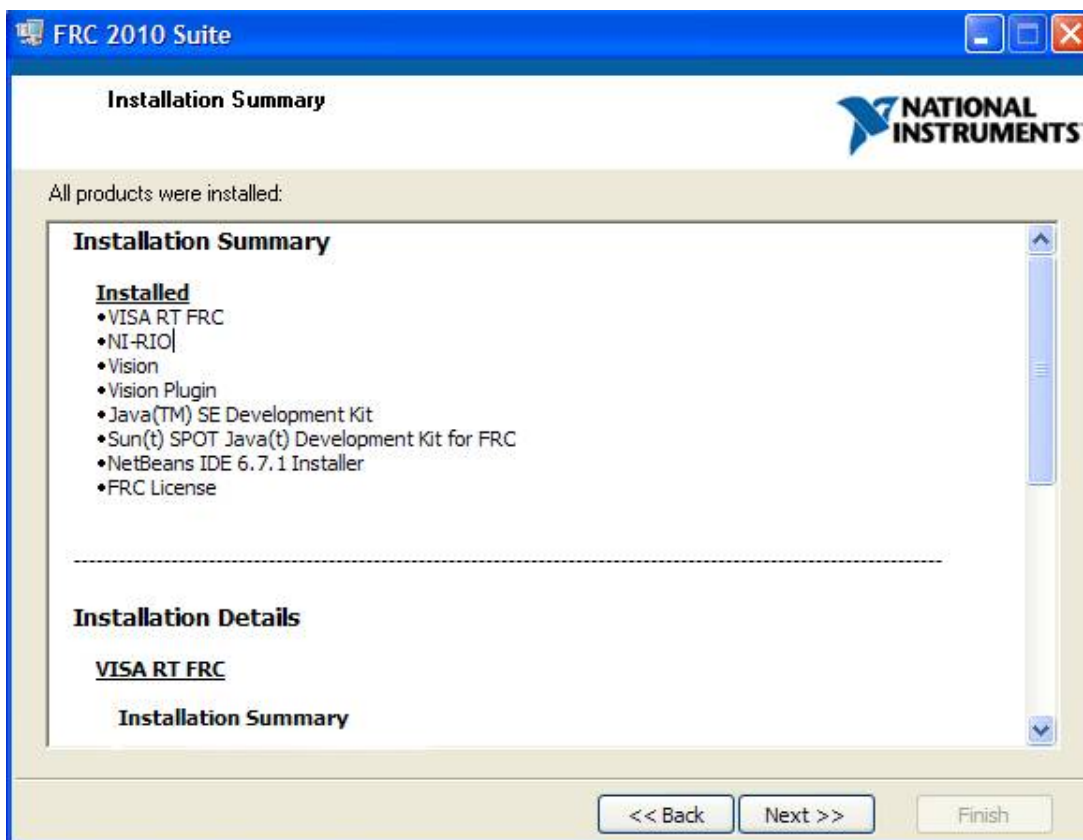 FRC 2010 Suite
Installation Summary
NATIONAL
INSTRUMENTS
All products were installed:
Installation Summary
Installed
•VISA RT FRC
•NI-RIO
•Vision
•Vision Plugin
•Java(TM) SE Development Kit
•Sun(t) SPOT Java(t) Development Kit for FRC
•NetBeans IDE 6.7.1 Installer
•FRC License
--------------------------------------------------------------------------------------------------------------------
Installation Details
VISA RT FRC
Installation Summary
<< Back
Next >>
Finish